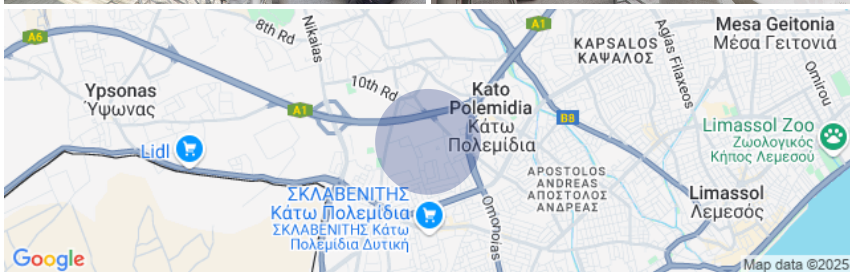 A6
8th Rd
Nikaias
A1
Mesa Geitonia
Μέσα Γειτονιά
KAPSALOS
ΚΑΨΑΛΟΣ
Agias Filaxeos
Omirou
Ypsonas
Ύψωνας
10th Rd
A1
Kato
Polemidia
Κάτω
Πολεμίδια
B8
Limassol Zoo
Ζωολογικός
Κήπος Λεμεσού
Lidl
APOSTOLOS
ANDREAS
ΑΠΟΣΤΟΛΟΣ
ΑΝΔΡΕΑΣ
ΣΚΛΑΒΕΝΙΤΗΣ
Κάτω Πολεμίδια
ΣΚΛΑΒΕΝΙΤΗΣ Κάτω
Πολεμίδια Δυτική
Omonoias
Limassol
Λεμεσός
Google
Map data ©2025